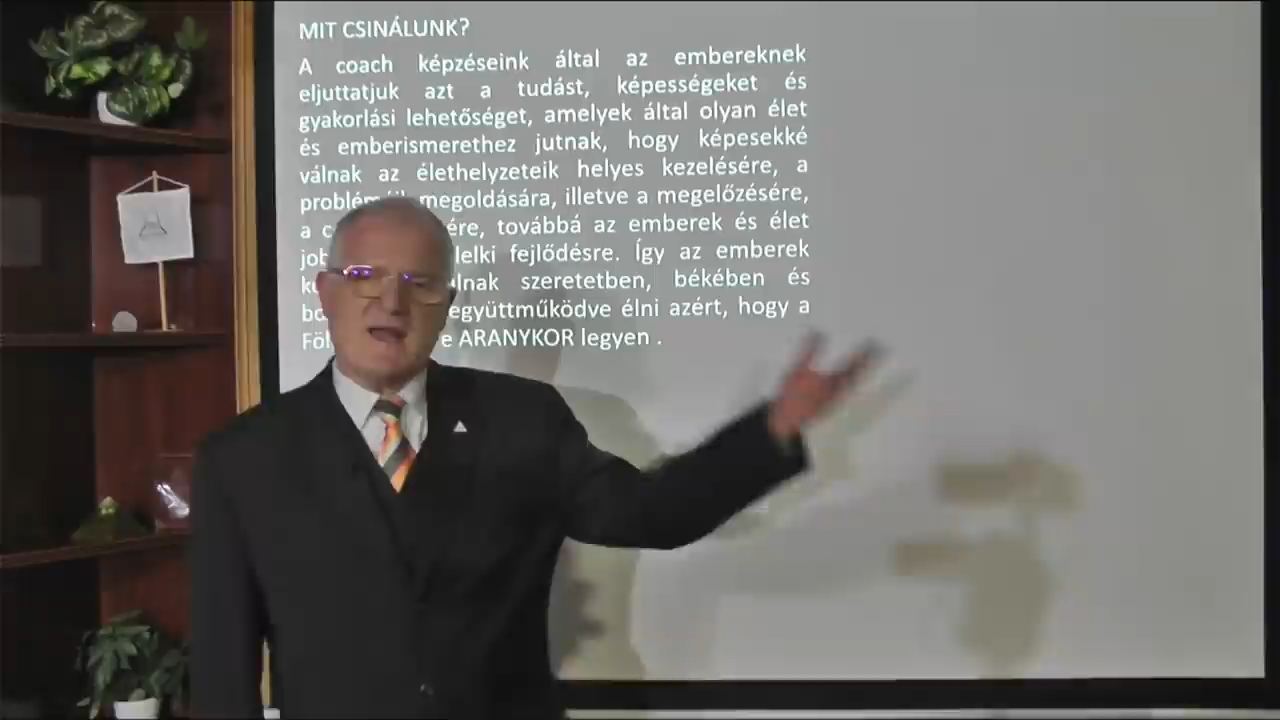 MIT CSINÁLUNK?
A coach képzéseink által az embereknek
eljuttatjuk azt a tudást, képességeket és
gyakorlási lehetőséget, amelyek által olyan élet
és emberismerethez jutnak, hogy képesekké
válnak az élethelyzeteik helyes kezelésére, a
megoldására, illetve a megelőzésére,
a továbbá az emberek és élet
lelki fejlődésre. Így az emberek
szeretetben, békében és
együttműködve élni azért, hogy a
ARANYKOR legyen .